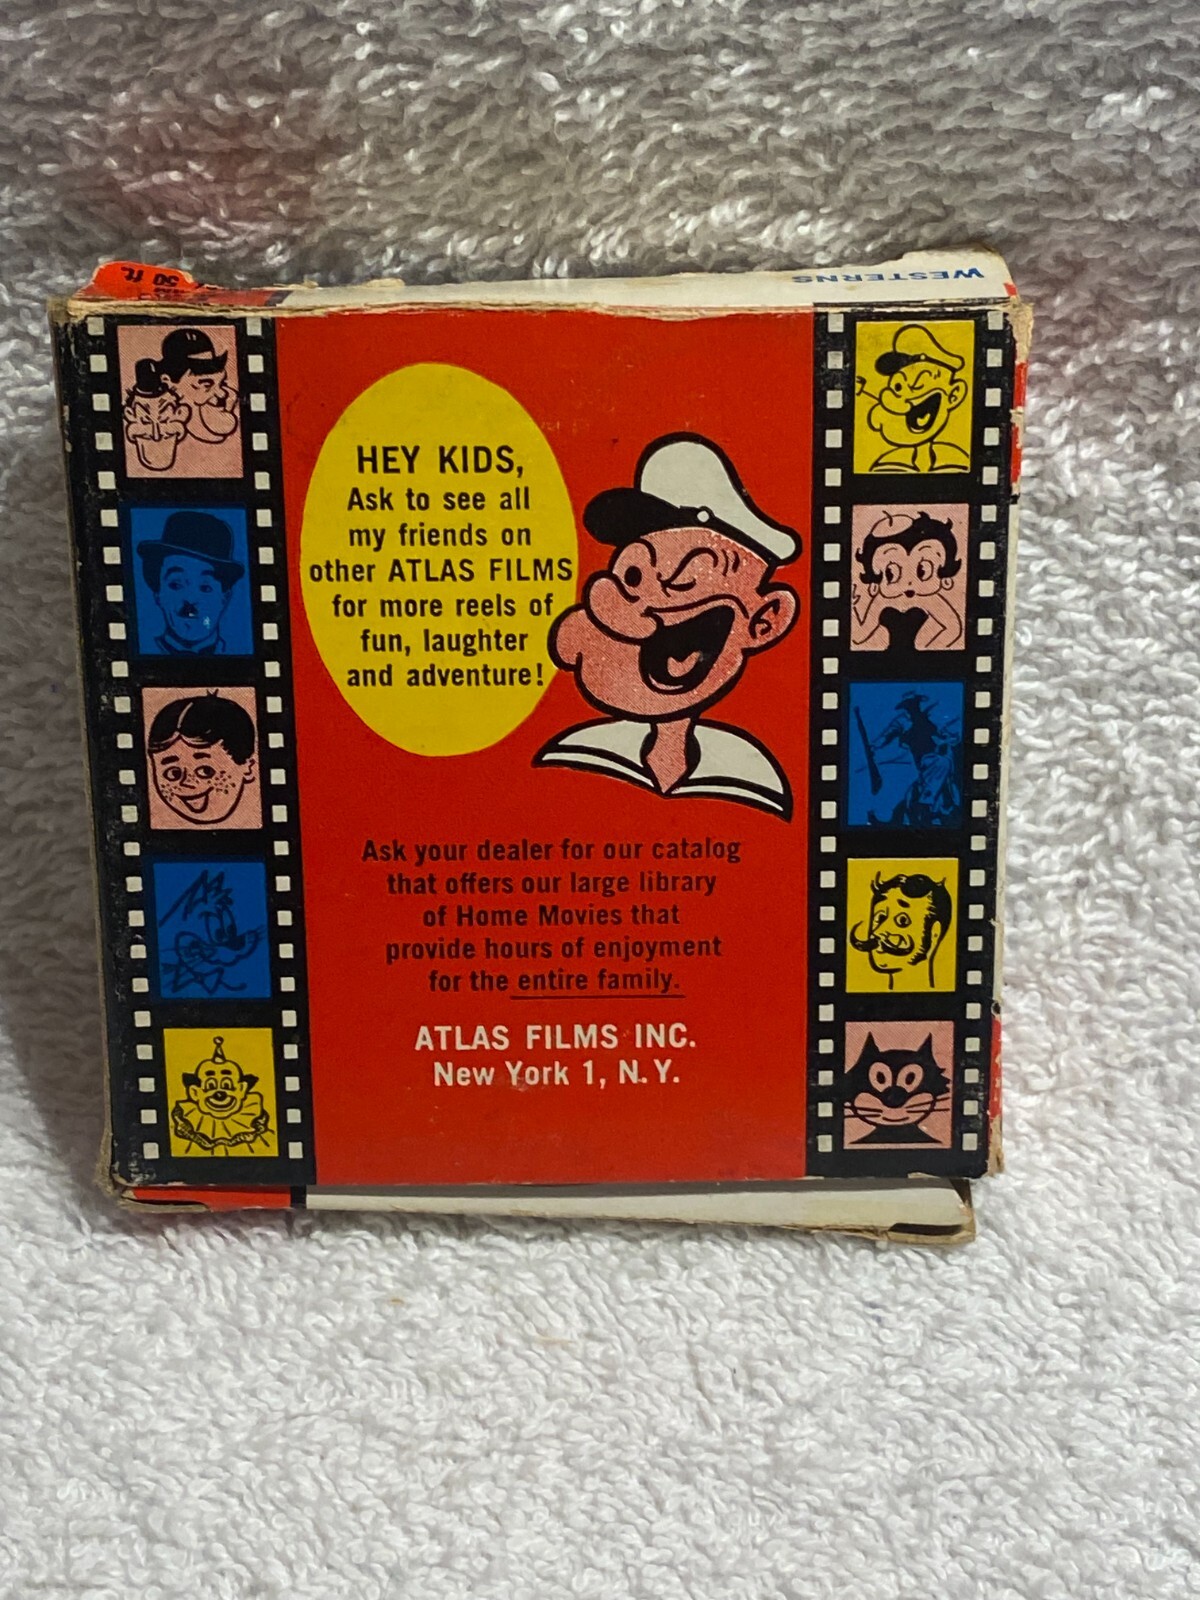 50 ft.
WESTERNS
HEY KIDS,
Ask to see all
my friends on
other ATLAS FILMS
for more reels of
fun, laughter
and adventure!
Ask your dealer for our catalog
that offers our large library
of Home Movies that
provide hours of enjoyment
for the entire family.
ATLAS FILMS INC.
New York 1, N.Y.